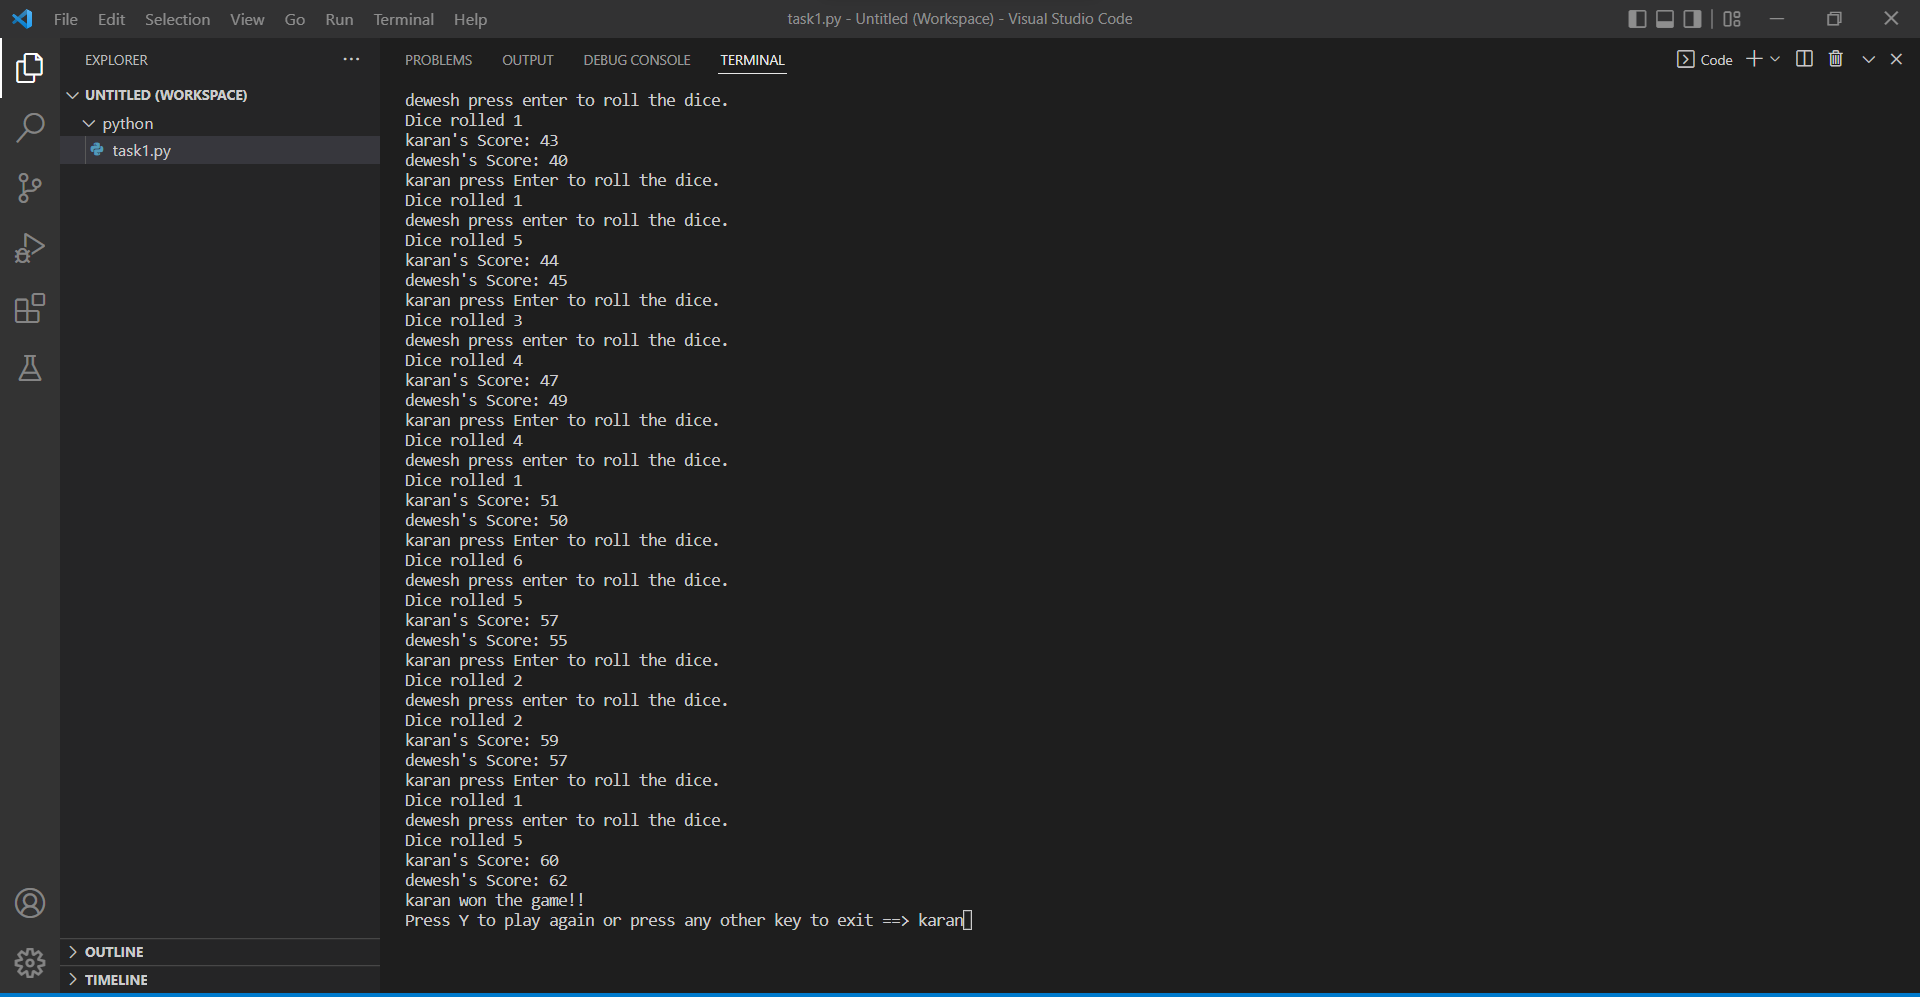 File Edit Selection View Go Run Terminal Help
task1.py - Untitled (Workspace) - Visual Studio Code
EXPLORER
UNTITLED (WORKSPACE)
python
task1.py
OUTLINE
TIMELINE
PROBLEMS OUTPUT DEBUG CONSOLE TERMINAL
Code
dewesh press enter to roll the dice.
Dice rolled 1
karan's Score: 43
dewesh's Score: 40
karan press Enter to roll the dice.
Dice rolled 1
dewesh press enter to roll the dice.
Dice rolled 5
karan's Score: 44
dewesh's Score: 45
karan press Enter to roll the dice.
Dice rolled 3
dewesh press enter to roll the dice.
Dice rolled 4
karan's Score: 47
dewesh's Score: 49
karan press Enter to roll the dice.
Dice rolled 4
dewesh press enter to roll the dice.
Dice rolled 1
karan's Score: 51
dewesh's Score: 50
karan press Enter to roll the dice.
Dice rolled 6
dewesh press enter to roll the dice.
Dice rolled 5
karan's Score: 57
dewesh's Score: 55
karan press Enter to roll the dice.
Dice rolled 2
dewesh press enter to roll the dice.
Dice rolled 2
karan's Score: 59
dewesh's Score: 57
karan press Enter to roll the dice.
Dice rolled 1
dewesh press enter to roll the dice.
Dice rolled 5
karan's Score: 60
dewesh's Score: 62
karan won the game!!
Press Y to play again or press any other key to exit ==> karan